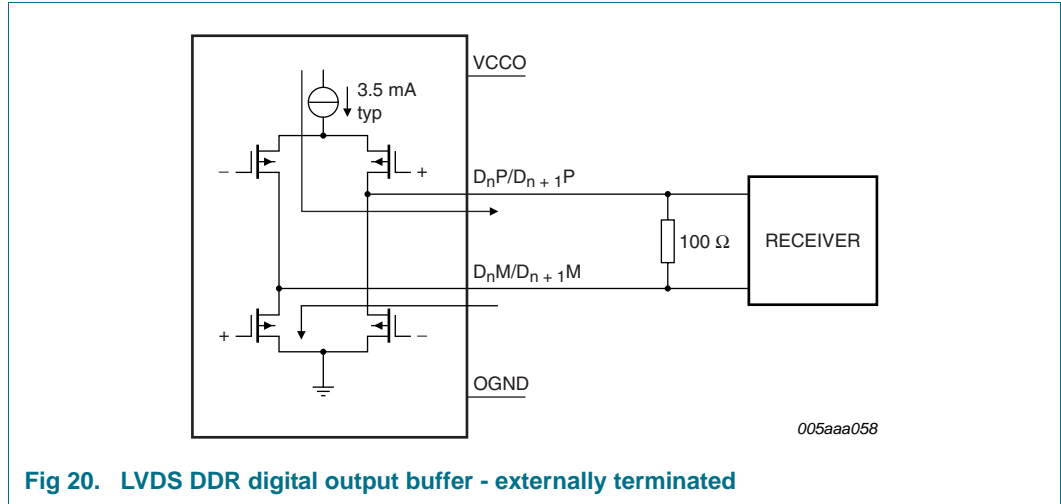 VCCO
3.5 mA
typ
− +
DnP/Dn + 1P
100 Ω
RECEIVER
DnM/Dn + 1M
+ −
OGND
005aaa058
Fig 20. LVDS DDR digital output buffer - externally terminated